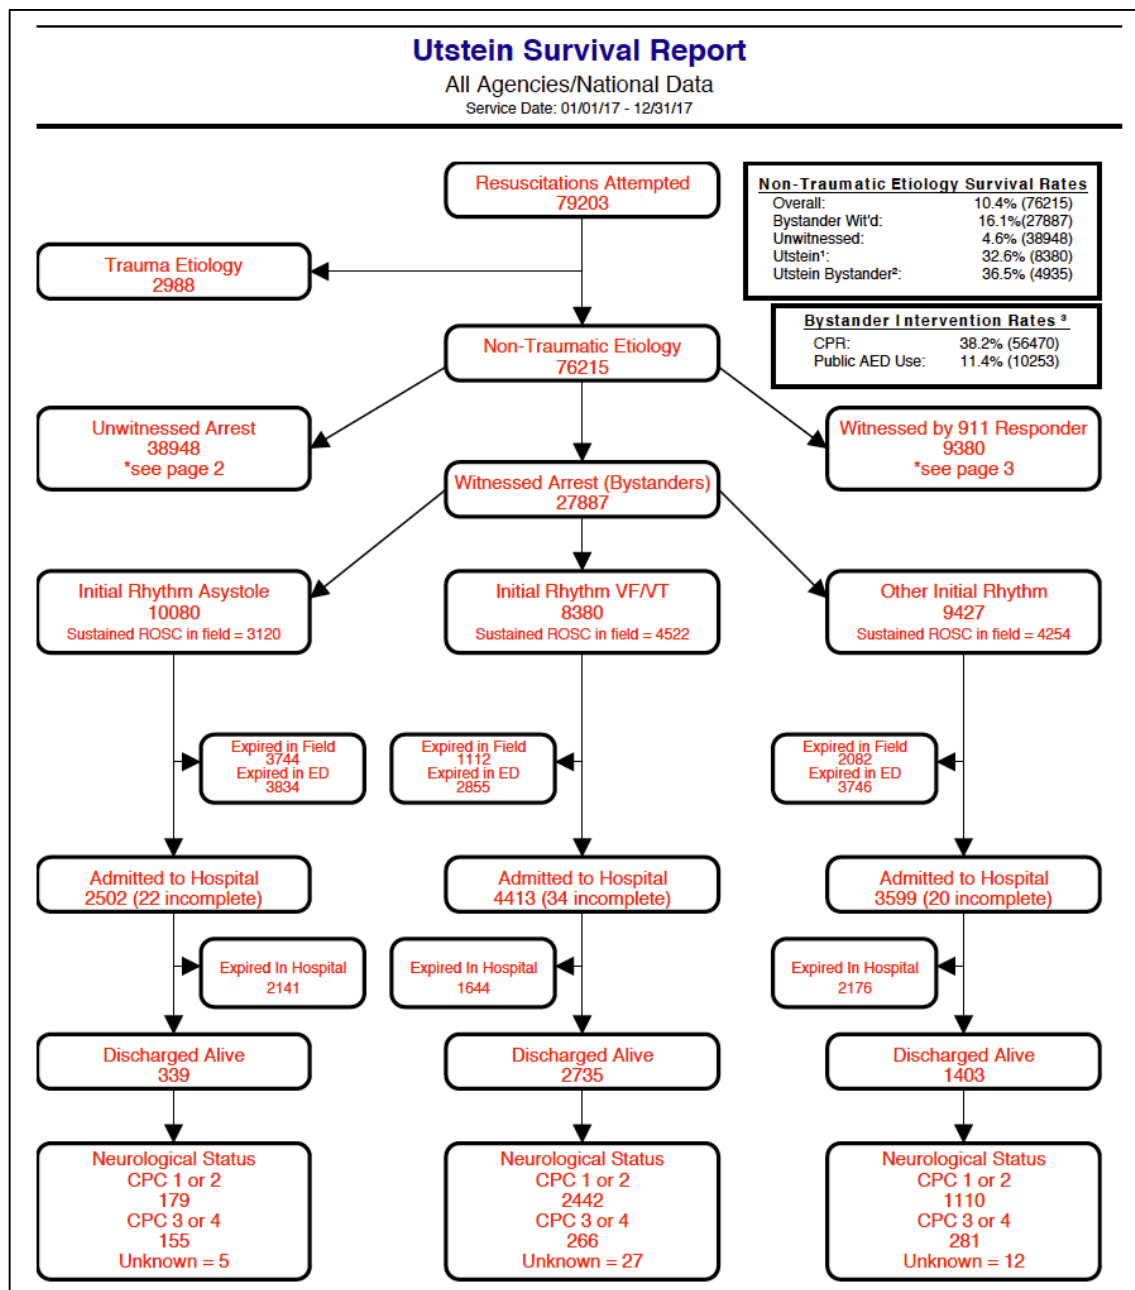 Utstein Survival Report
All Agencies/National Data
Service Date: 01/01/17 - 12/31/17
Resuscitations Attempted
79203
Non-Traumatic Etiology Survival Rates
Overall: 10.4% (76215)
Bystander Wit'd: 16.1%(27887)
Unwitnessed: 4.6% (38948)
Utstein¹: 32.6% (8380)
Utstein Bystander²: 36.5% (4935)
Bystander Intervention Rates ³
CPR: 38.2% (56470)
Public AED Use: 11.4% (10253)
Trauma Etiology
2988
Non-Traumatic Etiology
76215
Unwitnessed Arrest
38948
*see page 2
Witnessed Arrest (Bystanders)
27887
Witnessed by 911 Responder
9380
*see page 3
Initial Rhythm Asystole
10080
Sustained ROSC in field = 3120
Initial Rhythm VF/VT
8380
Sustained ROSC in field = 4522
Other Initial Rhythm
9427
Sustained ROSC in field = 4254
Expired in Field
3744
Expired in ED
3834
Expired in Field
1112
Expired in ED
2855
Expired in Field
2082
Expired in ED
3746
Admitted to Hospital
2502 (22 incomplete)
Admitted to Hospital
4413 (34 incomplete)
Admitted to Hospital
3599 (20 incomplete)
Expired In Hospital
2141
Expired In Hospital
1644
Expired In Hospital
2176
Discharged Alive
339
Discharged Alive
2735
Discharged Alive
1403
Neurological Status
CPC 1 or 2
179
CPC 3 or 4
155
Unknown = 5
Neurological Status
CPC 1 or 2
2442
CPC 3 or 4
266
Unknown = 27
Neurological Status
CPC 1 or 2
1110
CPC 3 or 4
281
Unknown = 12